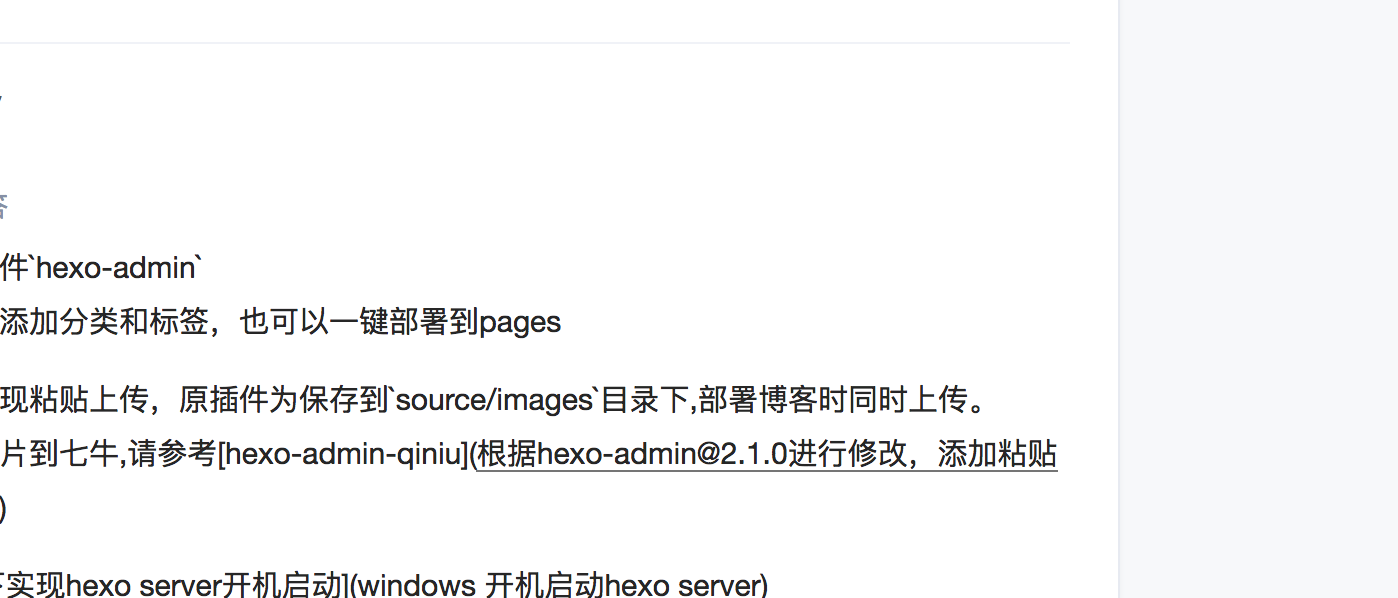 件`hexo-admin`
添加分类和标签，也可以一键部署到pages
现粘贴上传，原插件为保存到`source/images`目录下,部署博客时同时上传。
片到七牛,请参考[hexo-admin-qiniu](根据hexo-admin@2.1.0进行修改，添加粘贴
)
下实现hexo server开机启动](windows 开机启动hexo server)